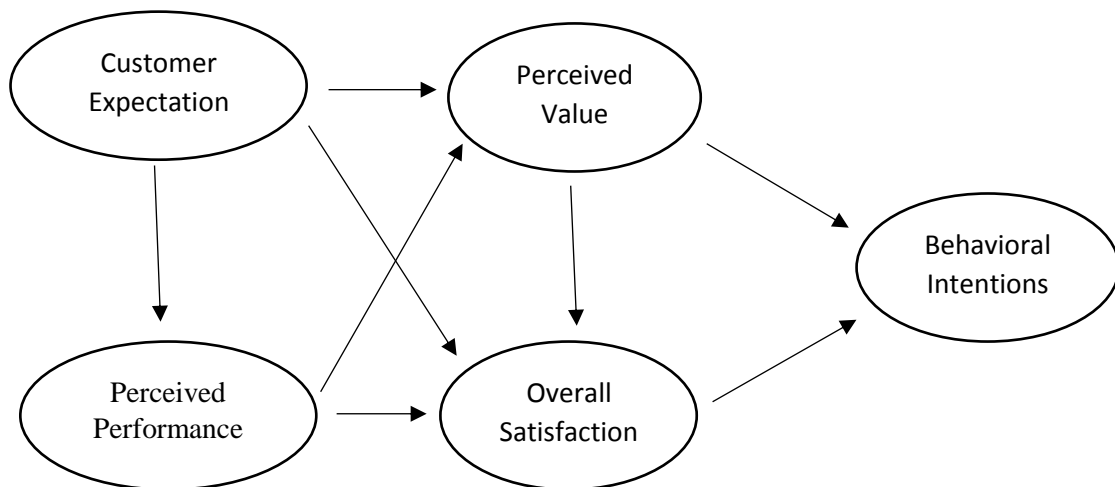 Customer
Expectation
Perceived
Value
Behavioral
Intentions
Perceived
Performance
Overall
Satisfaction